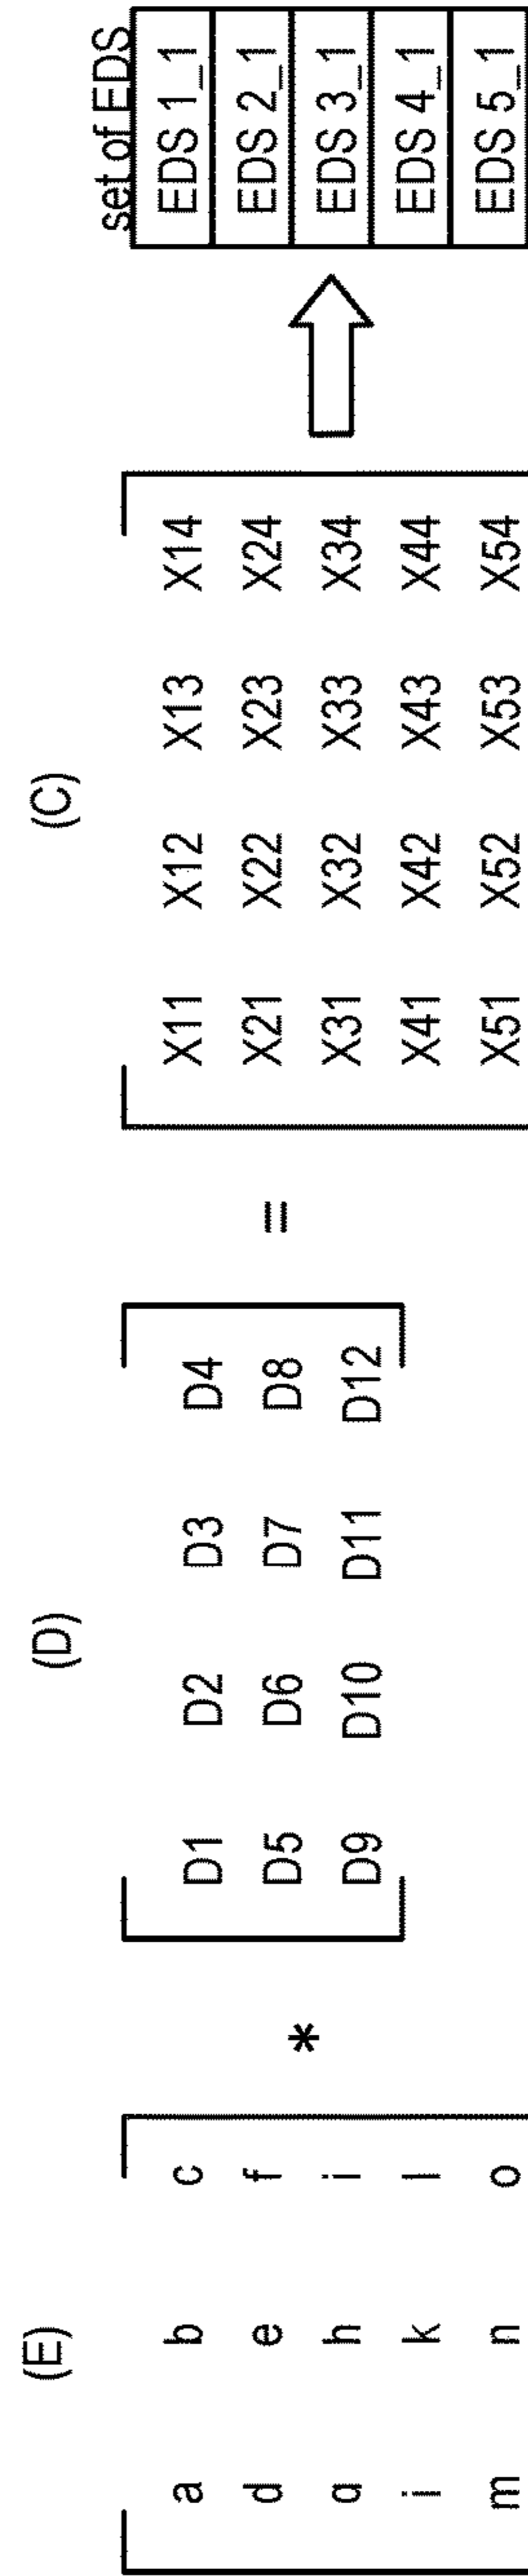 (E) (D) (C) set of EDS
a b c D1 D2 D3 D4 X11 X12 X13 X14 EDS 1_1
d e f D5 D6 D7 D8 X21 X22 X23 X24 EDS 2_1
g h i * D9 D10 D11 D12 = X31 X32 X33 X34 EDS 3_1
j k l X41 X42 X43 X44 EDS 4_1
m n o X51 X52 X53 X54 EDS 5_1